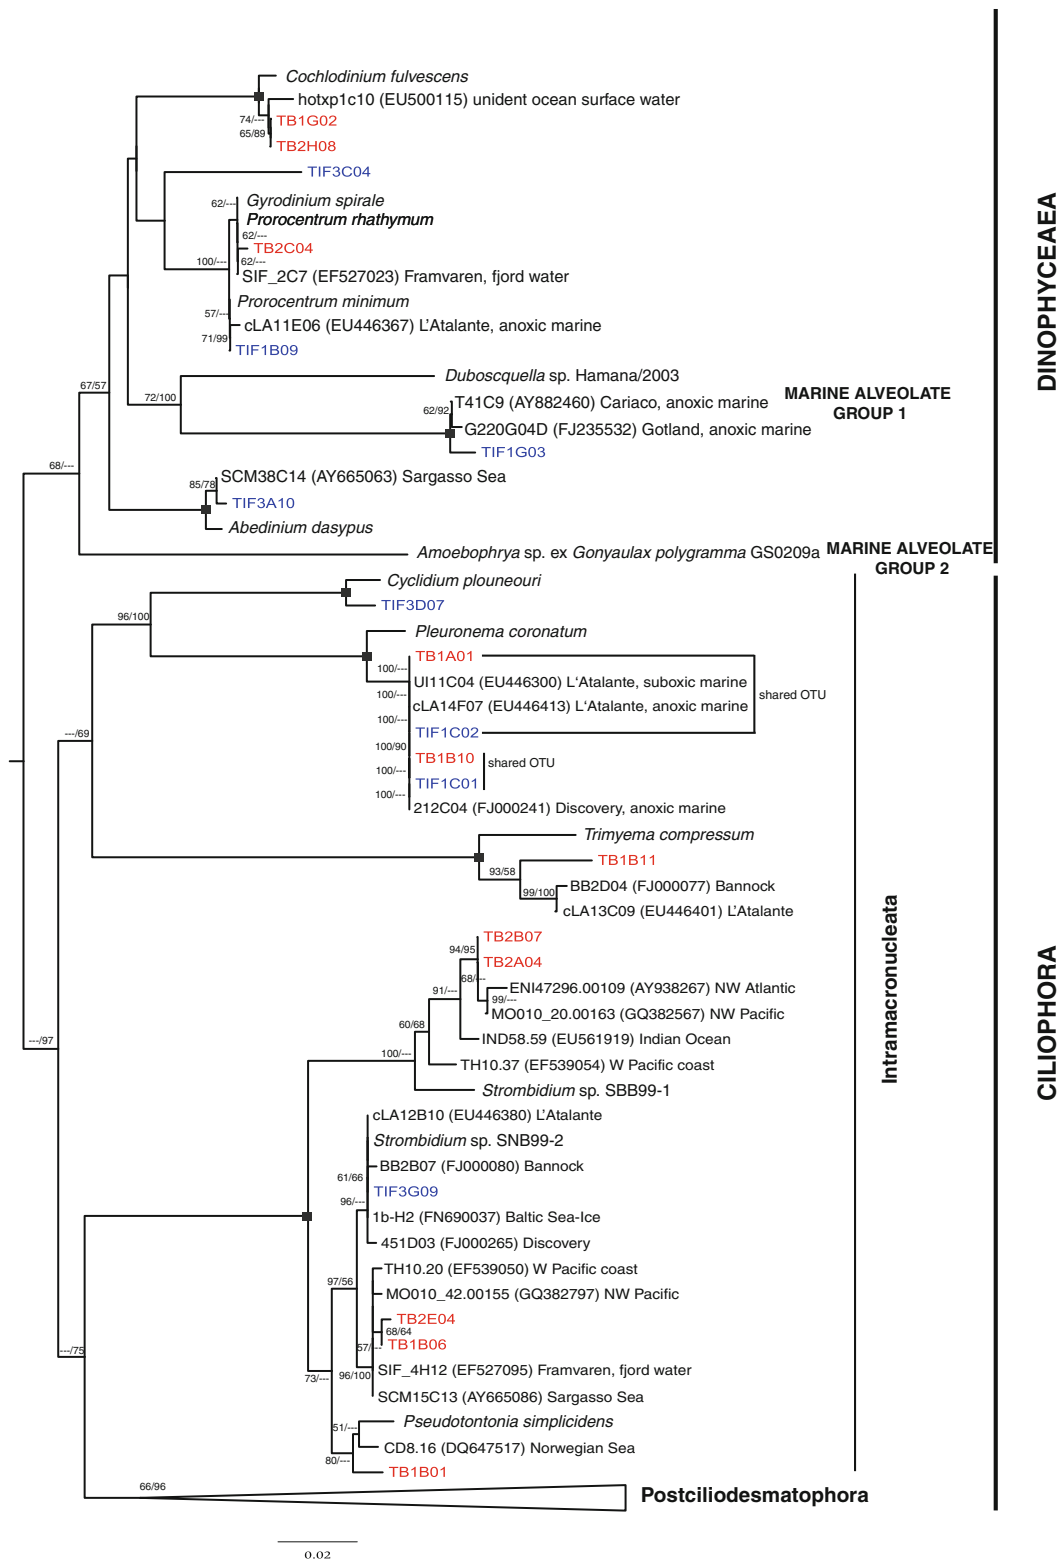 Cochlodinium fulvescens
hotxp1c10 (EU500115) unident ocean surface water
74/---
TB1G02
65/89
TB2H08
TIF3C04
62/---
Gyrodinium spirale
Prorocentrum rhathymum
62/---
TB2C04
100/---
62/---
SIF_2C7 (EF527023) Framvaren, fjord water
Prorocentrum minimum
57/---
cLA11E06 (EU446367) L'Atalante, anoxic marine
71/99
TIF1B09
67/57
Duboscquella sp. Hamana/2003
72/100
MARINE ALVEOLATE
GROUP 1
62/92
T41C9 (AY882460) Cariaco, anoxic marine
G220G04D (FJ235532) Gotland, anoxic marine
TIF1G03
68/---
85/78
SCM38C14 (AY665063) Sargasso Sea
TIF3A10
Abedinium dasypus
Amoebophrya sp. ex Gonyaulax polygramma GS0209a
MARINE ALVEOLATE
GROUP 2
DINOPHYCEAEA
Cyclidium plouneouri
TIF3D07
96/100
Pleuronema coronatum
TB1A01
100/---
UI11C04 (EU446300) L'Atalante, suboxic marine
100/---
cLA14F07 (EU446413) L'Atalante, anoxic marine
shared OTU
100/---
TIF1C02
---/69
100/90
TB1B10
shared OTU
100/---
TIF1C01
100/---
212C04 (FJ000241) Discovery, anoxic marine
Trimyema compressum
TB1B11
93/58
99/100
BB2D04 (FJ000077) Bannock
cLA13C09 (EU446401) L'Atalante
TB2B07
94/95
TB2A04
68/---
ENI47296.00109 (AY938267) NW Atlantic
91/---
99/---
MO010_20.00163 (GQ382567) NW Pacific
60/68
IND58.59 (EU561919) Indian Ocean
---/97
100/---
TH10.37 (EF539054) W Pacific coast
Strombidium sp. SBB99-1
cLA12B10 (EU446380) L'Atalante
Strombidium sp. SNB99-2
BB2B07 (FJ000080) Bannock
61/66
TIF3G09
96/---
1b-H2 (FN690037) Baltic Sea-Ice
451D03 (FJ000265) Discovery
TH10.20 (EF539050) W Pacific coast
97/56
MO010_42.00155 (GQ382797) NW Pacific
TB2E04
68/64
TB1B06
57/---
---/75
SIF_4H12 (EF527095) Framvaren, fjord water
73/---
96/100
SCM15C13 (AY665086) Sargasso Sea
Pseudotontonia simplicidens
51/---
CD8.16 (DQ647517) Norwegian Sea
80/---
TB1B01
66/96
Postciliodesmatophora
Intramacronucleata
CILIOPHORA
0.02